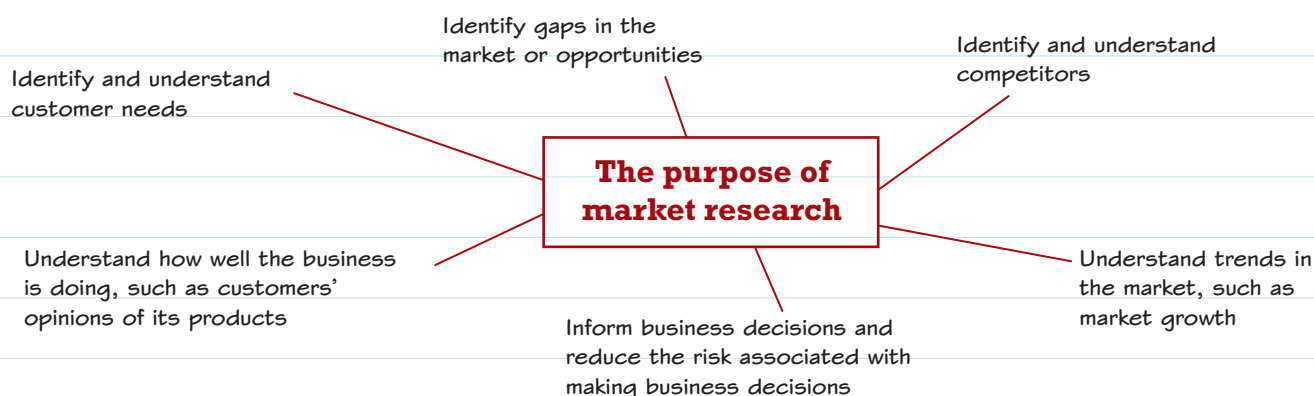 Identify gaps in the
market or opportunities
Identify and understand
competitors
Identify and understand
customer needs
The purpose of
market research
Understand how well the business
is doing, such as customers'
opinions of its products
Inform business decisions and
reduce the risk associated with
making business decisions
Understand trends in
the market, such as
market growth